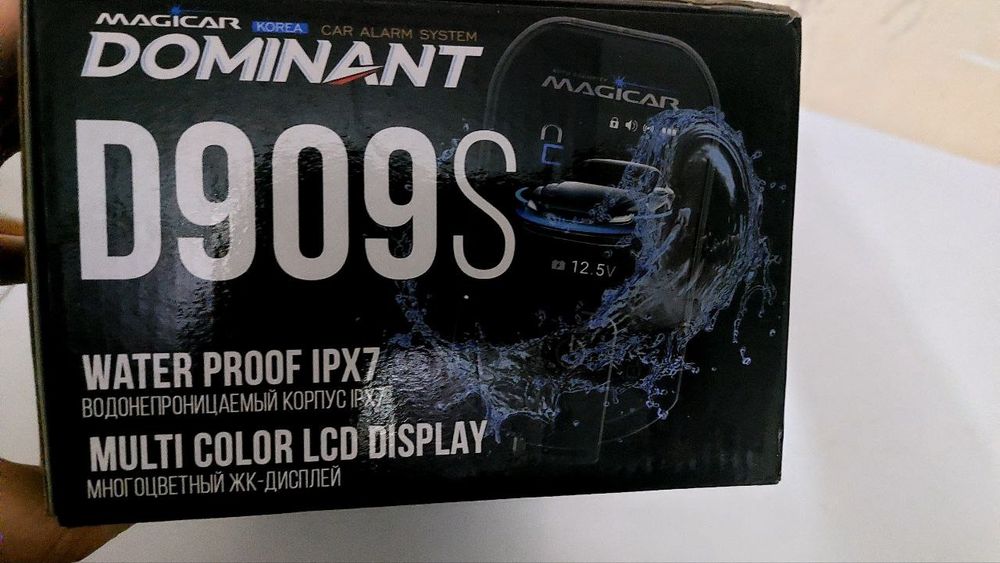 MAGICAR KOREA CAR ALARM SYSTEM
DOMINANT
D909S
MAGICAR
12.5V
WATER PROOF IPX7
ВОДОНЕПРОНИЦАЕМЫЙ КОРПУС IPX7
MULTI COLOR LCD DISPLAY
МНОГОЦВЕТНЫЙ ЖК-ДИСПЛЕЙ